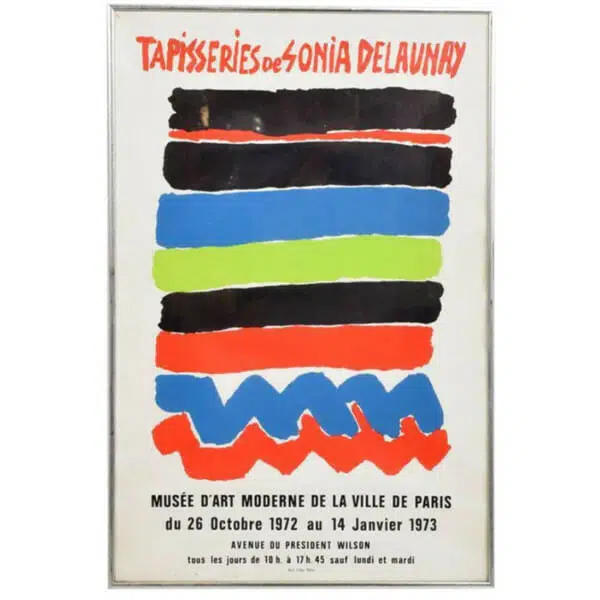 TAPISSERIES DE SONIA DELAUNAY
MUSÉE D'ART MODERNE DE LA VILLE DE PARIS
du 26 Octobre 1972 au 14 Janvier 1973
AVENUE DU PRESIDENT WILSON
tous les jours de 10 h. à 17 h. 45 sauf lundi et mardi